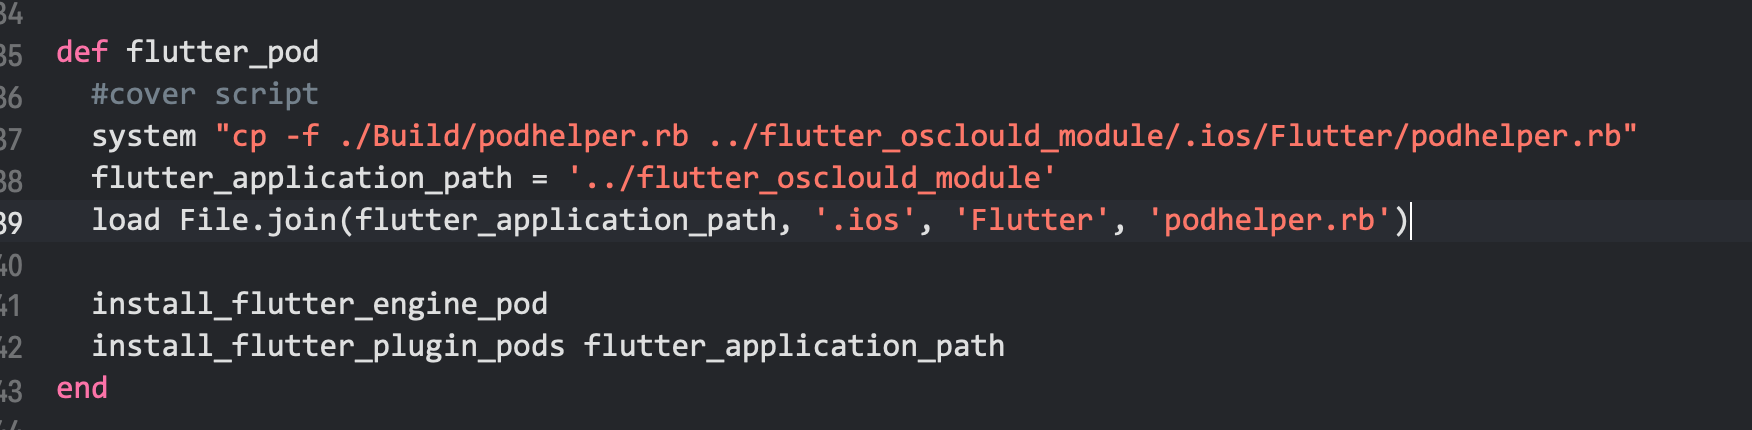 34
35 def flutter_pod
36 #cover script
37 system "cp -f ./Build/podhelper.rb ../flutter_osclould_module/.ios/Flutter/podhelper.rb"
38 flutter_application_path = '../flutter_osclould_module'
39 load File.join(flutter_application_path, '.ios', 'Flutter', 'podhelper.rb')
40
41 install_flutter_engine_pod
42 install_flutter_plugin_pods flutter_application_path
43 end